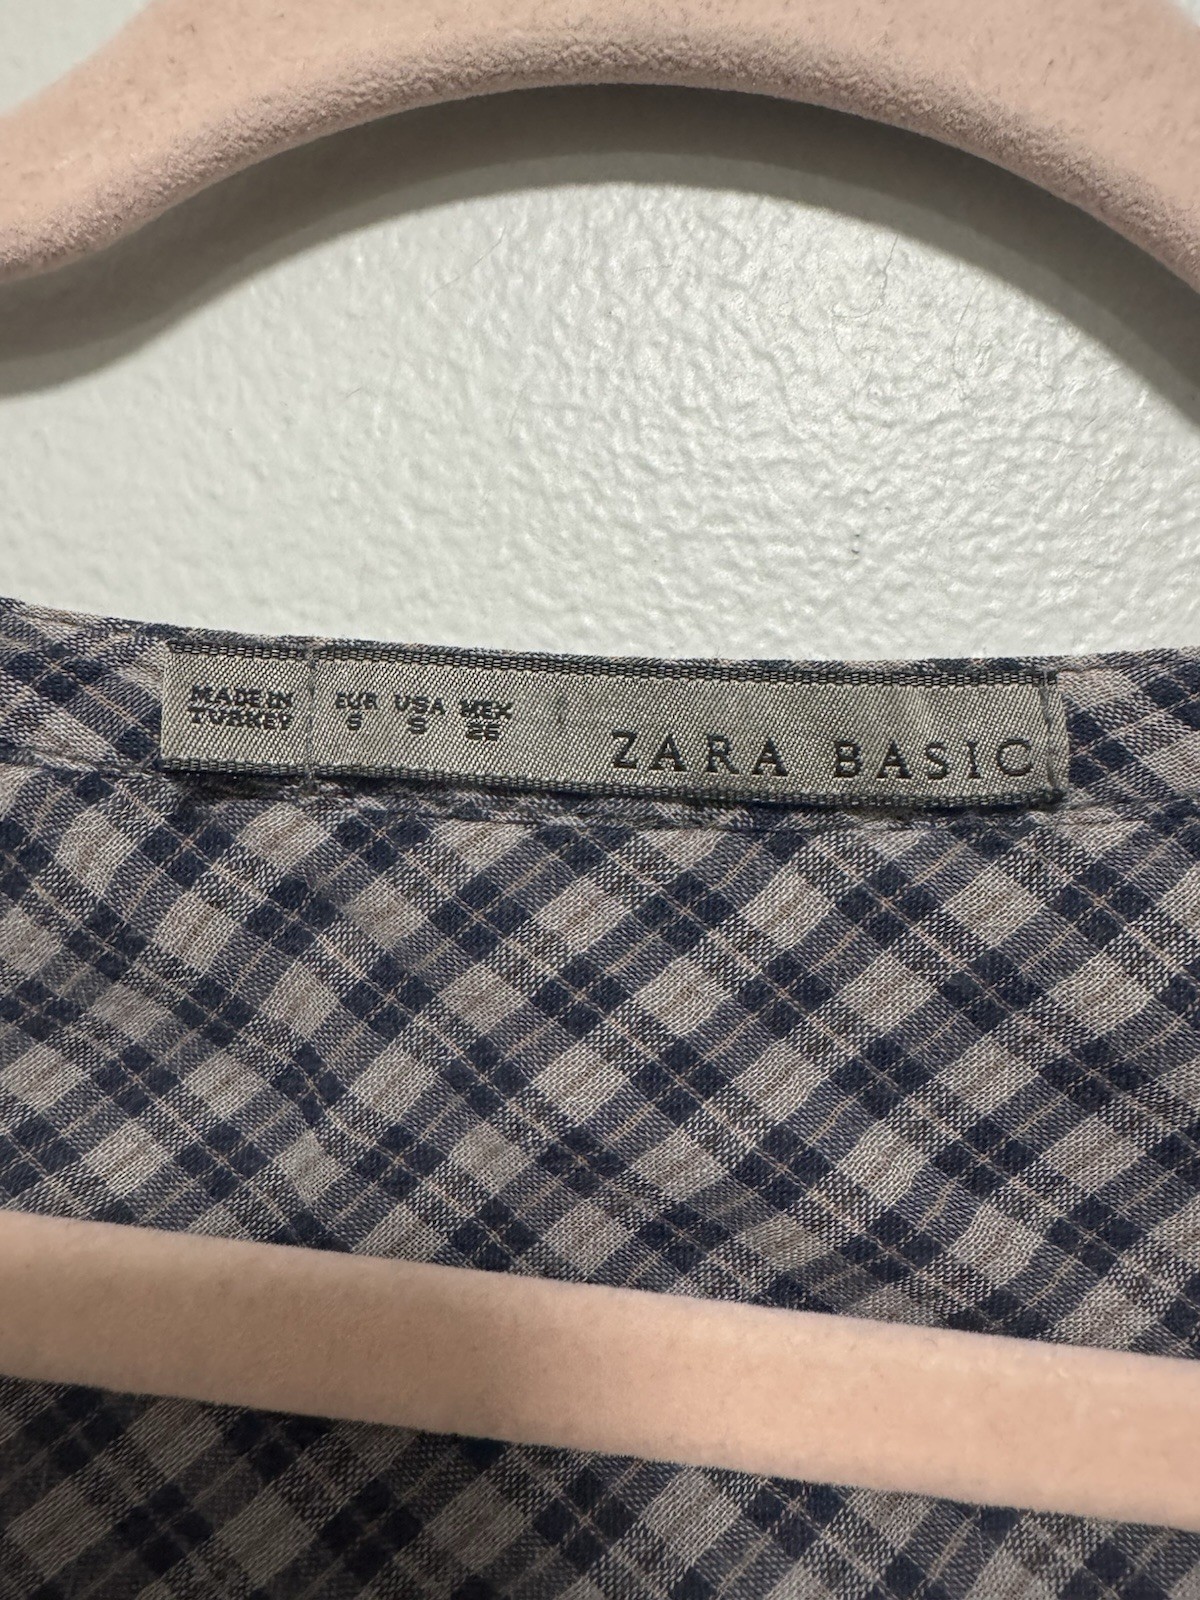 MADE IN
TURKEY
EUR USA MEX
S S 26
ZARA BASIC